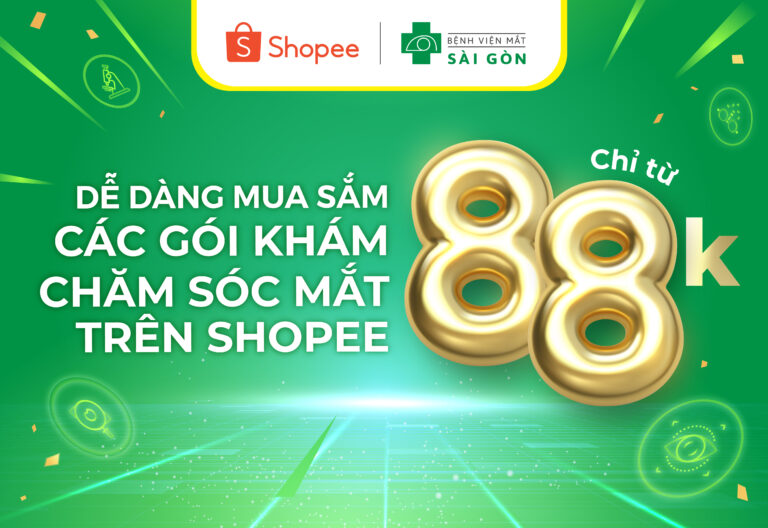 Shopee
BỆNH VIỆN MẮT
SÀI GÒN
DỄ DÀNG MUA SẮM
CÁC GÓI KHÁM
CHĂM SÓC MẮT
TRÊN SHOPEE
Chỉ từ
88k